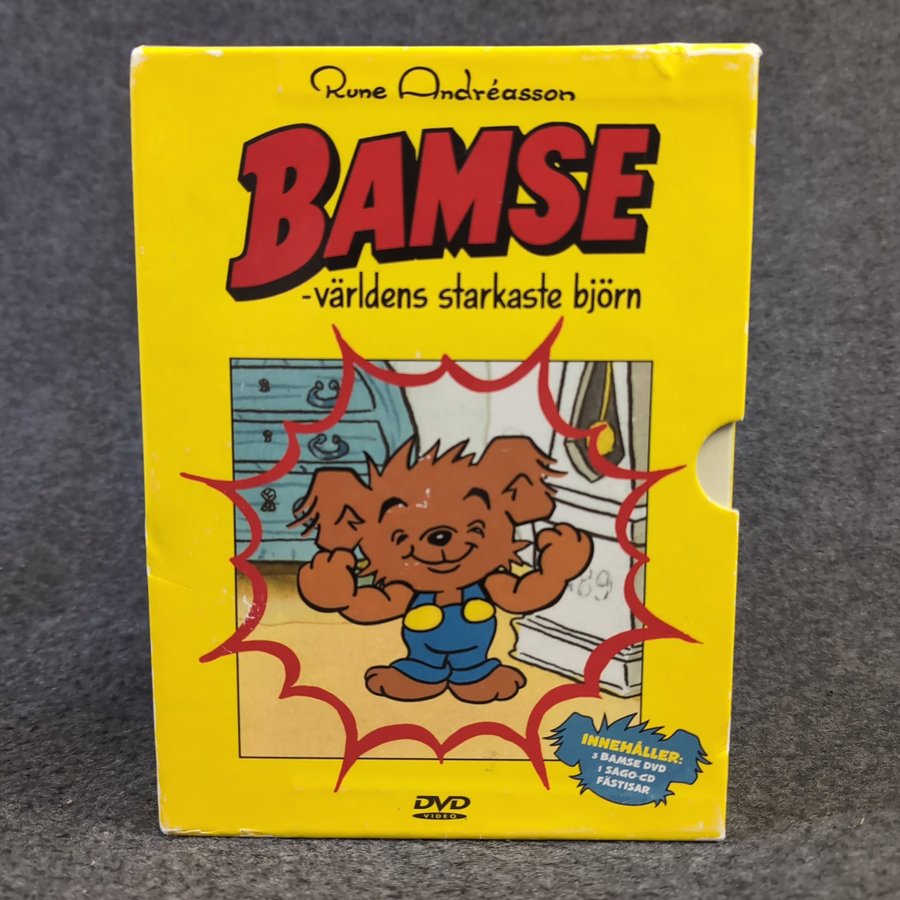 Rune Andréasson
BAMSE
-världens starkaste björn
INNEHÅLLER:
3 BAMSE DVD
1 SAGO-CD
FÄSTISAR
DVD
VIDEO